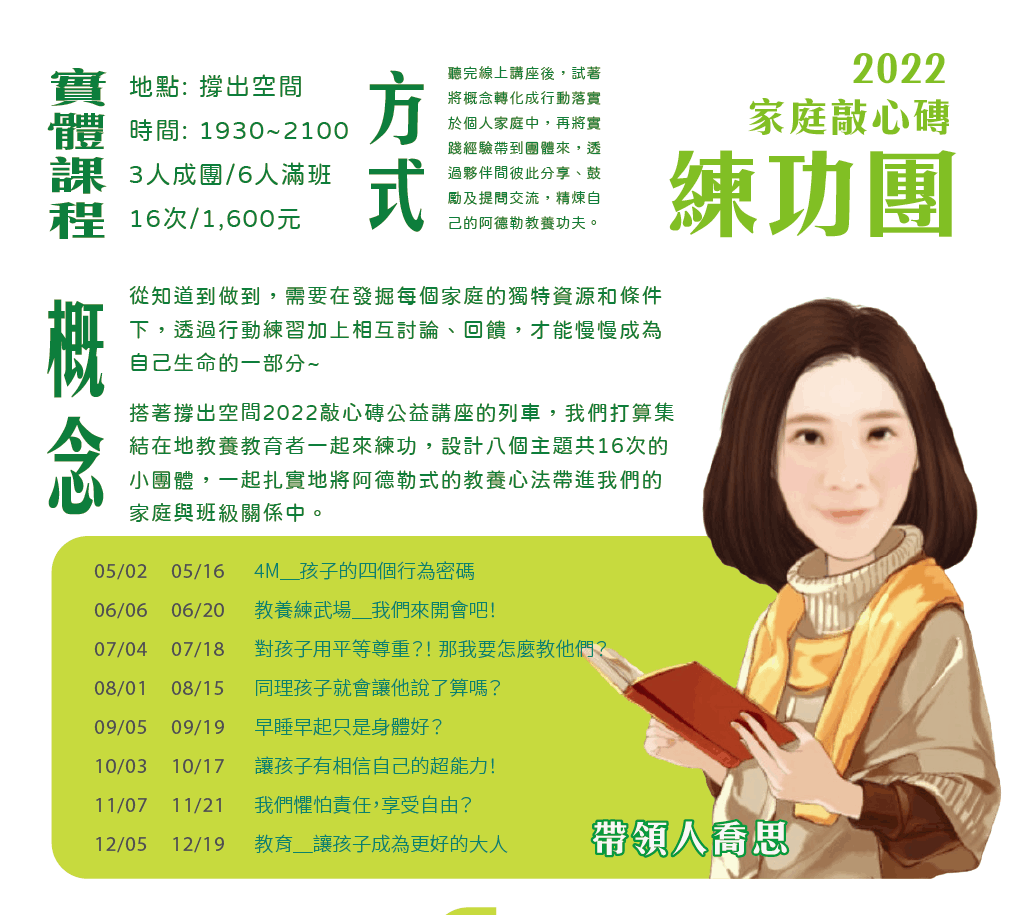 2022
家庭敲心磚
練功團
實體課程
地點: 撐出空間
時間: 1930~2100
3人成團/6人滿班
16次/1,600元
方式
聽完線上講座後，試著
將概念轉化成行動落實
於個人家庭中，再將實
踐經驗帶到團體來，透
過夥伴間彼此分享、鼓
勵及提問交流，精煉自
己的阿德勒教養功夫。
概念
從知道到做到，需要在發掘每個家庭的獨特資源和條件
下，透過行動練習加上相互討論、回饋，才能慢慢成為
自己生命的一部分~
搭著撐出空間2022敲心磚公益講座的列車，我們打算集
結在地教養教育者一起來練功，設計八個主題共16次的
小團體，一起扎實地將阿德勒式的教養心法帶進我們的
家庭與班級關係中。
05/02 05/16 4M__孩子的四個行為密碼
06/06 06/20 教養練武場__我們來開會吧!
07/04 07/18 對孩子用平等尊重?! 那我要怎麼教他們?
08/01 08/15 同理孩子就會讓他說了算嗎?
09/05 09/19 早睡早起只是身體好?
10/03 10/17 讓孩子有相信自己的超能力!
11/07 11/21 我們懼怕責任,享受自由?
12/05 12/19 教育__讓孩子成為更好的大人
帶領人喬思